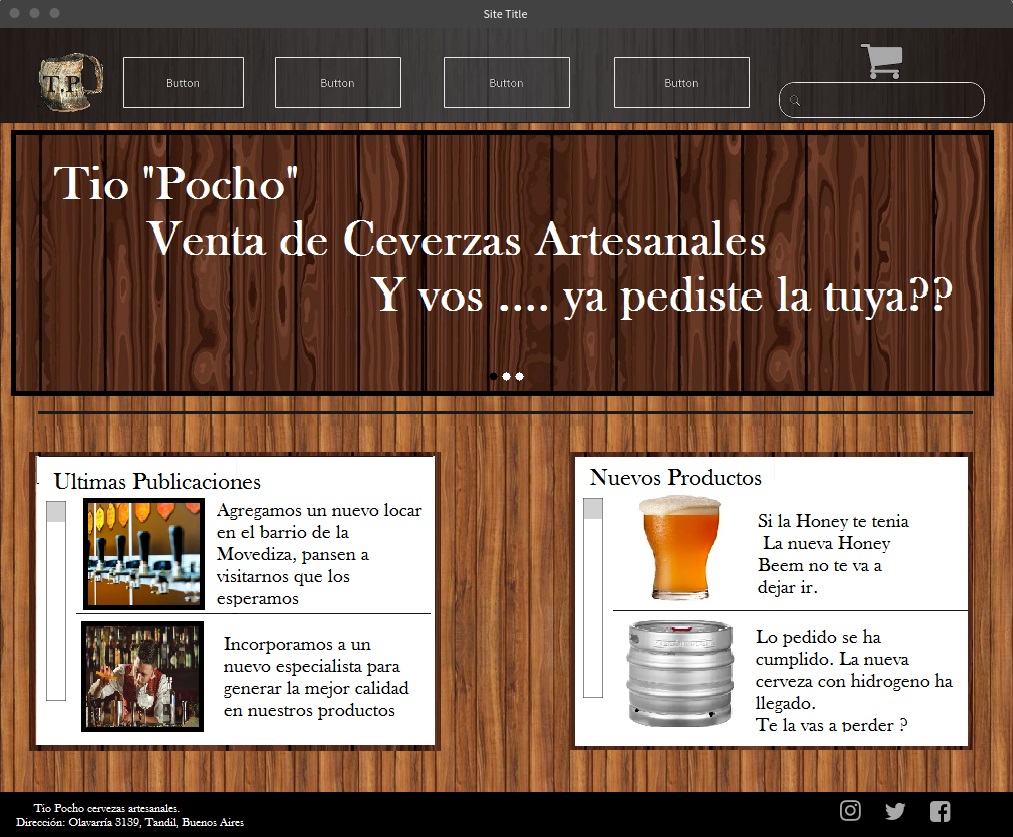 Site Title
T.P
Button
Button
Button
Button
Tio "Pocho"
Venta de Ceverzas Artesanales
Y vos .... ya pediste la tuya??
Ultimas Publicaciones
Agregamos un nuevo locar
en el barrio de la
Movediza, pansen a
visitarnos que los
esperamos
Incorporamos a un
nuevo especialista para
generar la mejor calidad
en nuestros productos
Nuevos Productos
Si la Honey te tenia
La nueva Honey
Beem no te va a
dejar ir.
Lo pedido se ha
cumplido. La nueva
cerveza con hidrogeno ha
llegado.
Te la vas a perder ?
Tio Pocho cervezas artesanales.
Dirección: Olavarría 3139, Tandil, Buenos Aires